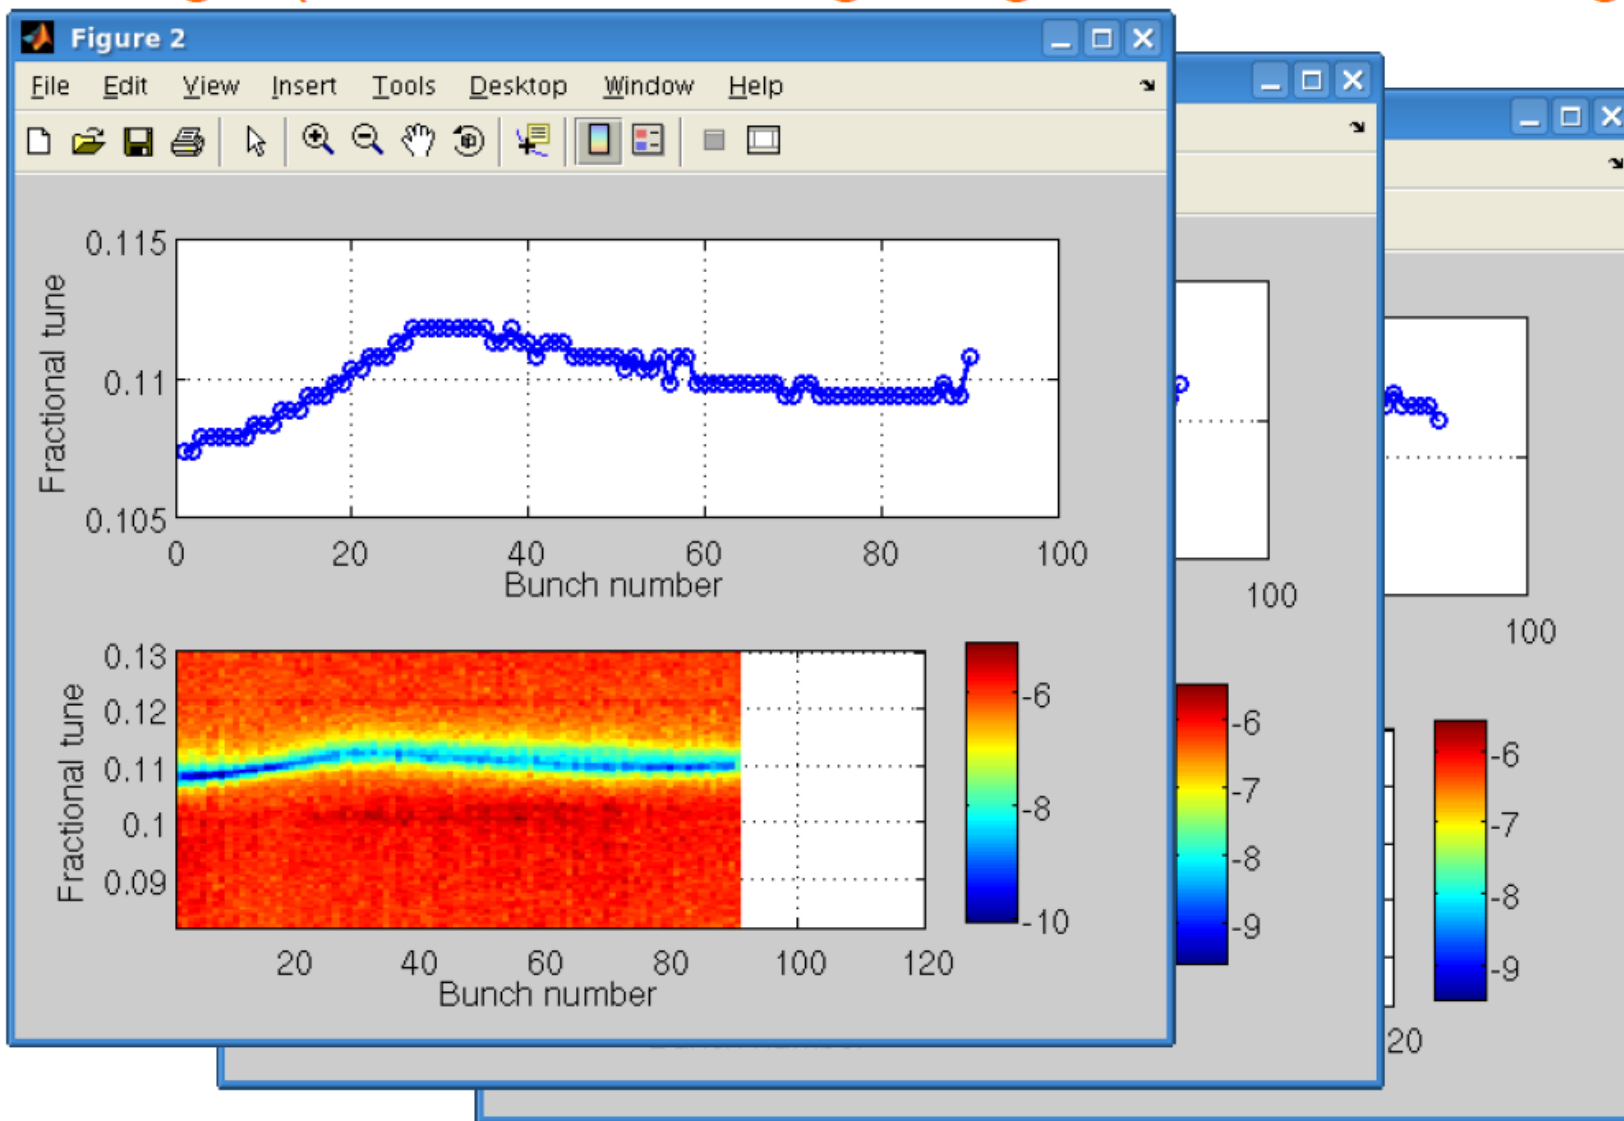 Figure 2
File Edit View Insert Tools Desktop Window Help
0.115
0.11
0.105
Fractional tune
0 20 40 60 80 100
Bunch number
0.13
0.12
0.11
0.1
0.09
Fractional tune
20 40 60 80 100 120
Bunch number
-6
-8
-10
100
-6
-7
-8
-9
100
-6
-7
-8
-9
20